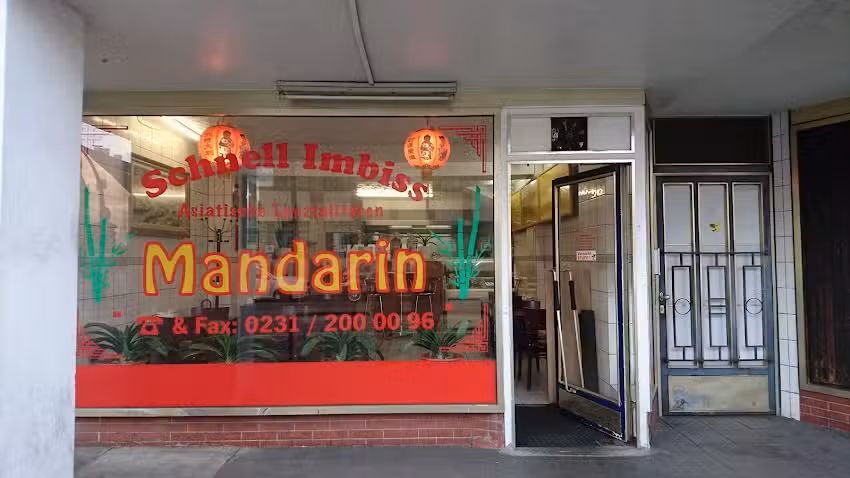 Schnell Imbiss
Asiatische Spezialitäten
Mandarin
☎ & Fax: 0231 / 200 00 96